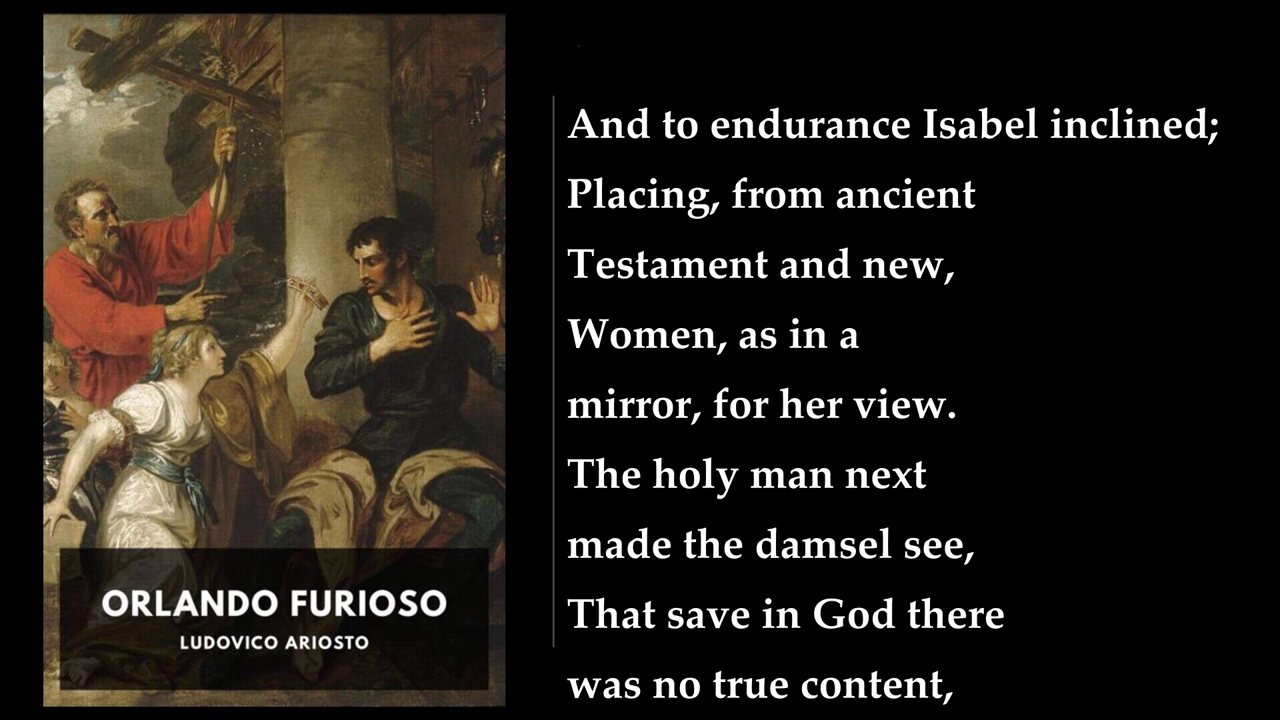 ORLANDO FURIOSO
LUDOVICO ARIOSTO
And to endurance Isabel inclined;
Placing, from ancient
Testament and new,
Women, as in a
mirror, for her view.
The holy man next
made the damsel see,
That save in God there
was no true content,